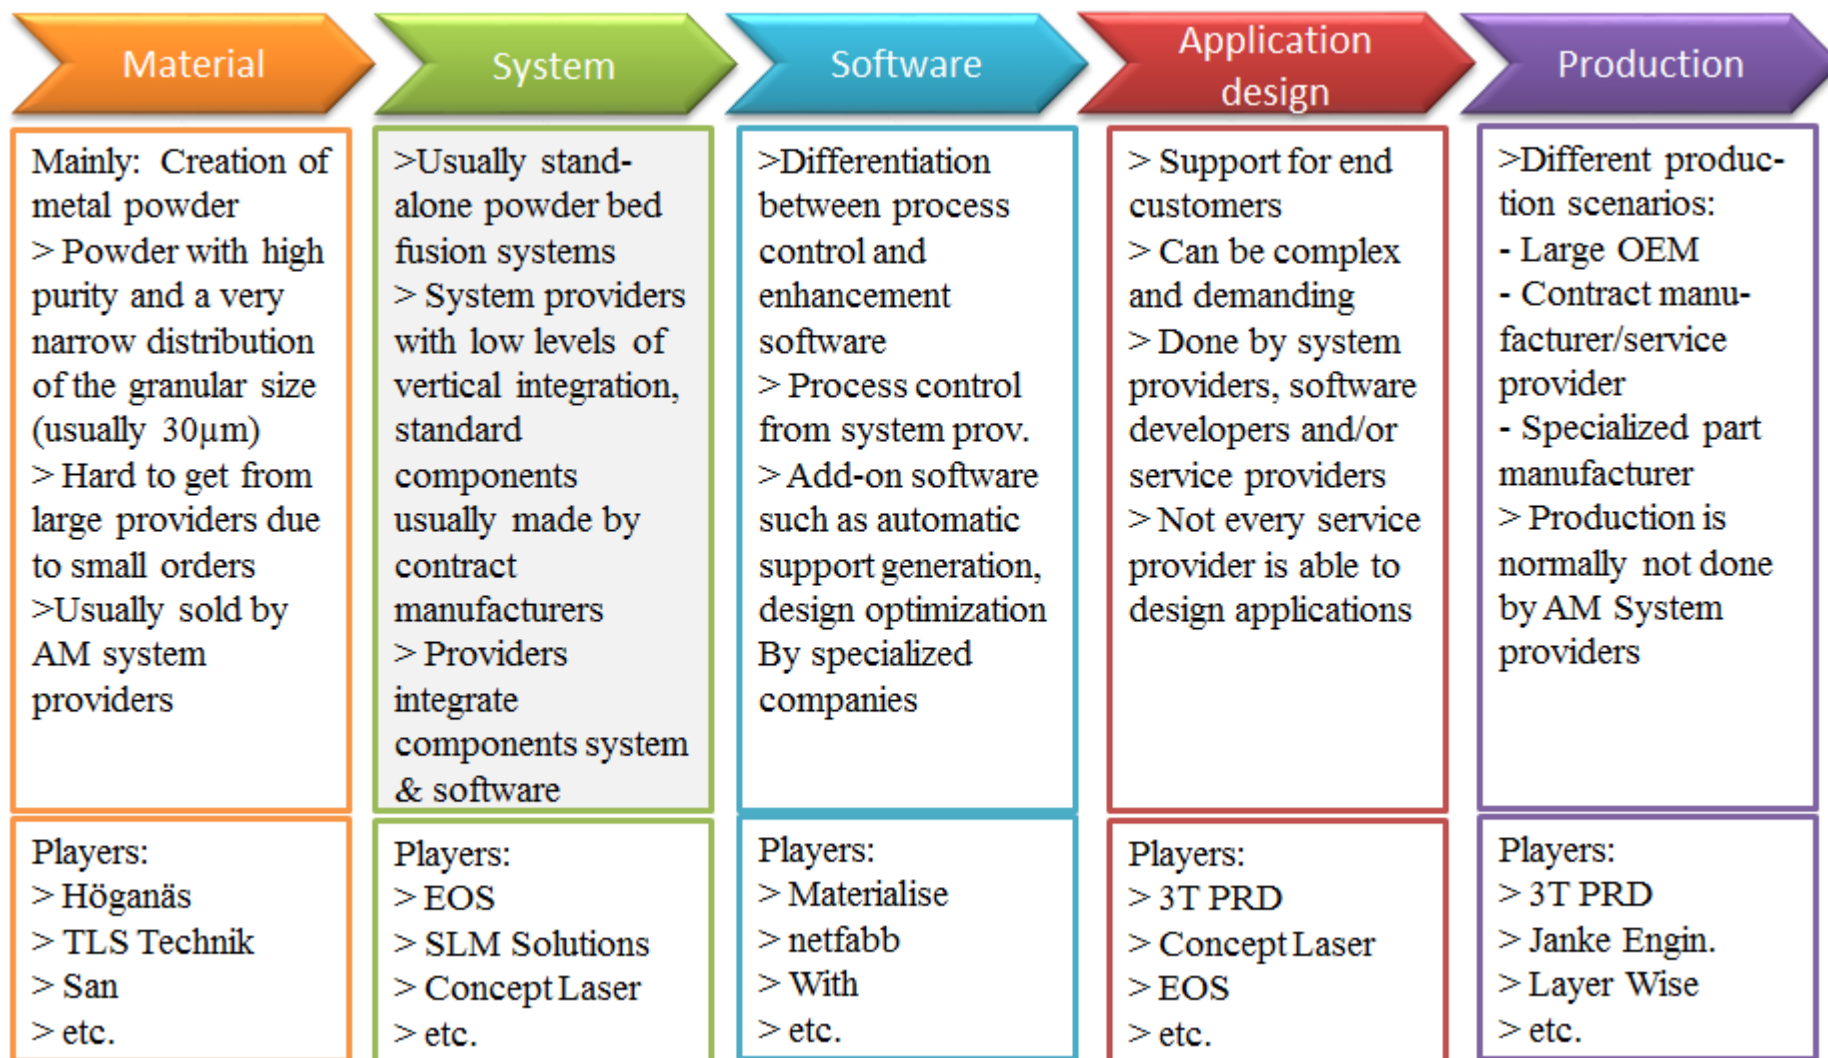 Material
System
Software
Application
design
Production
Mainly: Creation of
metal powder
> Powder with high
purity and a very
narrow distribution
of the granular size
(usually 30µm)
> Hard to get from
large providers due
to small orders
>Usually sold by
AM system
providers
>Usually stand-
alone powder bed
fusion systems
> System providers
with low levels of
vertical integration,
standard
components
usually made by
contract
manufacturers
> Providers
integrate
components system
& software
>Differentiation
between process
control and
enhancement
software
> Process control
from system prov.
> Add-on software
such as automatic
support generation,
design optimization
By specialized
companies
> Support for end
customers
> Can be complex
and demanding
> Done by system
providers, software
developers and/or
service providers
> Not every service
provider is able to
design applications
>Different produc-
tion scenarios:
- Large OEM
- Contract manu-
facturer/service
provider
- Specialized part
manufacturer
> Production is
normally not done
by AM System
providers
Players:
> Höganäs
> TLS Technik
> San
> etc.
Players:
> EOS
> SLM Solutions
> Concept Laser
> etc.
Players:
> Materialise
> netfabb
> With
> etc.
Players:
> 3T PRD
> Concept Laser
> EOS
> etc.
Players:
> 3T PRD
> Janke Engin.
> Layer Wise
> etc.